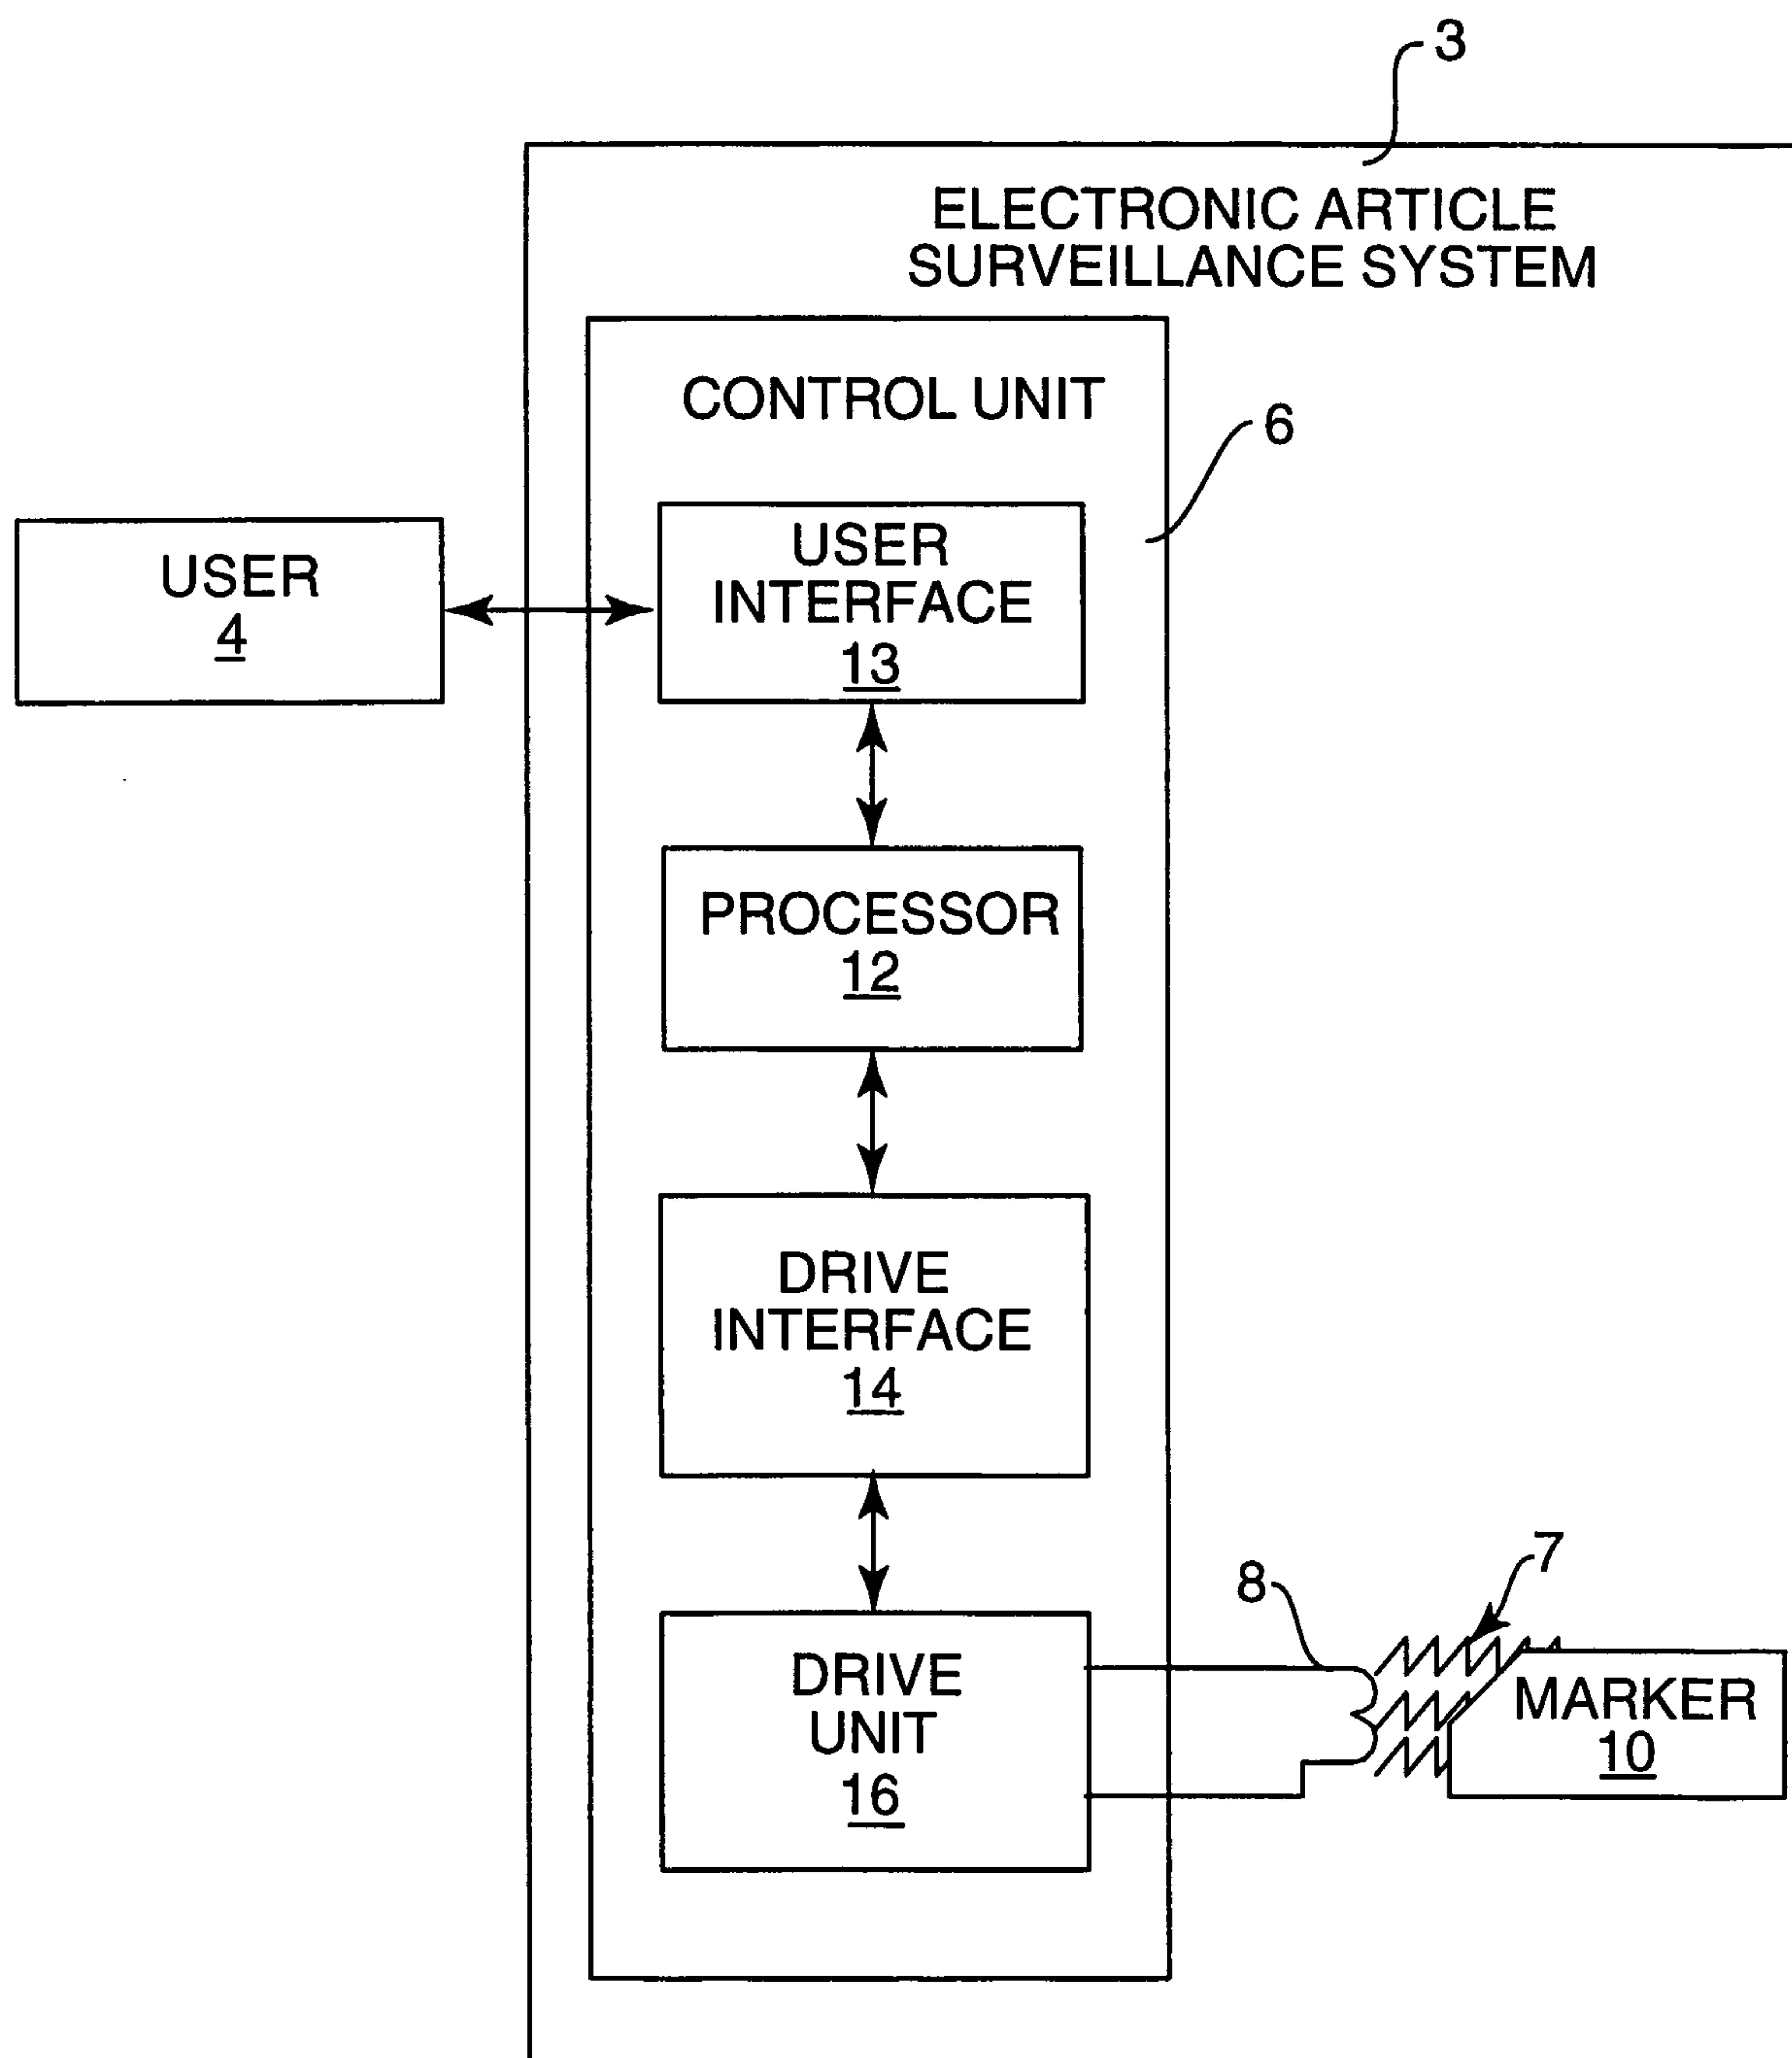 3
ELECTRONIC ARTICLE
SURVEILLANCE SYSTEM
CONTROL UNIT
6
USER
4
USER
INTERFACE
13
PROCESSOR
12
DRIVE
INTERFACE
14
8
7
DRIVE
UNIT
16
MARKER
10